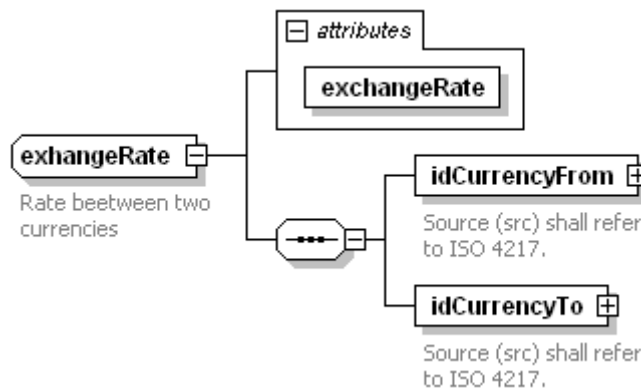 attributes
exchangeRate
exhangeRate
Rate beetween two
currencies
idCurrencyFrom
Source (src) shall refer
to ISO 4217.
idCurrencyTo
Source (src) shall refer
to ISO 4217.